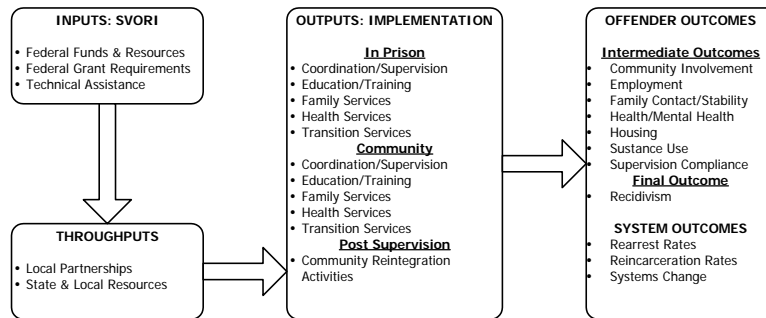 INPUTS: SVORI
• Federal Funds & Resources
• Federal Grant Requirements
• Technical Assistance
THROUGHPUTS
• Local Partnerships
• State & Local Resources
OUTPUTS: IMPLEMENTATION
In Prison
• Coordination/Supervision
• Education/Training
• Family Services
• Health Services
• Transition Services
Community
• Coordination/Supervision
• Education/Training
• Family Services
• Health Services
• Transition Services
Post Supervision
• Community Reintegration
Activities
OFFENDER OUTCOMES
Intermediate Outcomes
• Community Involvement
• Employment
• Family Contact/Stability
• Health/Mental Health
• Housing
• Sustance Use
• Supervision Compliance
Final Outcome
• Recidivism
SYSTEM OUTCOMES
• Rearrest Rates
• Reincarceration Rates
• Systems Change